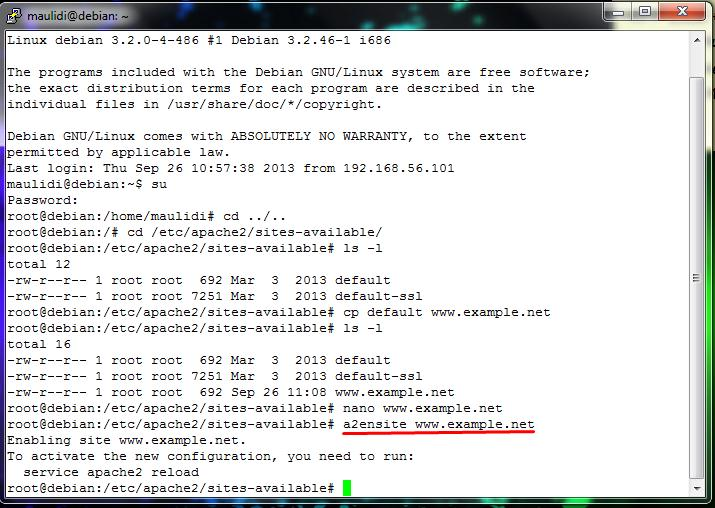 maulidi@debian: ~
Linux debian 3.2.0-4-486 #1 Debian 3.2.46-1 i686
The programs included with the Debian GNU/Linux system are free software;
the exact distribution terms for each program are described in the
individual files in /usr/share/doc/*/copyright.
Debian GNU/Linux comes with ABSOLUTELY NO WARRANTY, to the extent
permitted by applicable law.
Last login: Thu Sep 26 10:57:38 2013 from 192.168.56.101
maulidi@debian:~$ su
Password:
root@debian:/home/maulidi# cd ../..
root@debian:/# cd /etc/apache2/sites-available/
root@debian:/etc/apache2/sites-available# ls -l
total 12
-rw-r--r-- 1 root root  692 Mar  3  2013 default
-rw-r--r-- 1 root root 7251 Mar  3  2013 default-ssl
root@debian:/etc/apache2/sites-available# cp default www.example.net
root@debian:/etc/apache2/sites-available# ls -l
total 16
-rw-r--r-- 1 root root  692 Mar  3  2013 default
-rw-r--r-- 1 root root 7251 Mar  3  2013 default-ssl
-rw-r--r-- 1 root root  692 Sep 26 11:08 www.example.net
root@debian:/etc/apache2/sites-available# nano www.example.net
root@debian:/etc/apache2/sites-available# a2ensite www.example.net
Enabling site www.example.net.
To activate the new configuration, you need to run:
  service apache2 reload
root@debian:/etc/apache2/sites-available#